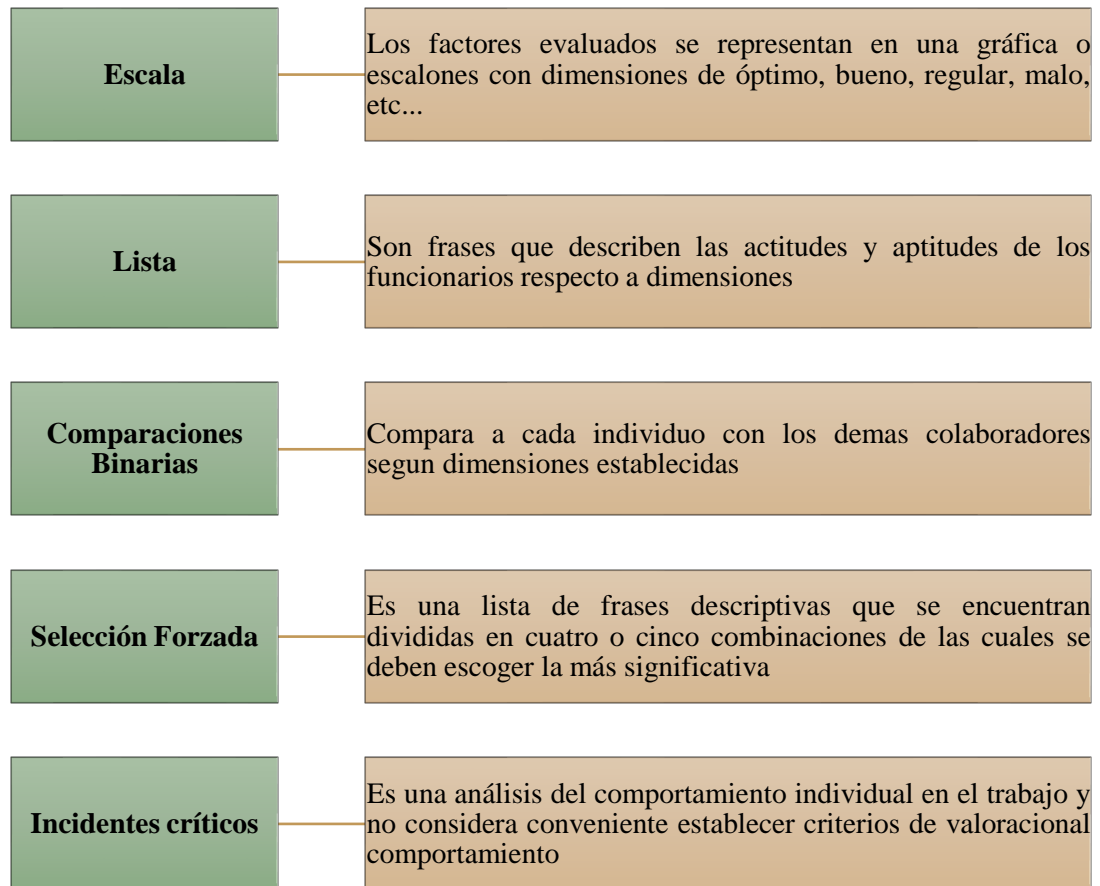 Escala
Los factores evaluados se representan en una gráfica o
escalones con dimensiones de óptimo, bueno, regular, malo,
etc...
Lista
Son frases que describen las actitudes y aptitudes de los
funcionarios respecto a dimensiones
Comparaciones
Binarias
Compara a cada individuo con los demas colaboradores
segun dimensiones establecidas
Selección Forzada
Es una lista de frases descriptivas que se encuentran
divididas en cuatro o cinco combinaciones de las cuales se
deben escoger la más significativa
Incidentes críticos
Es una análisis del comportamiento individual en el trabajo y
no considera conveniente establecer criterios de valoracional
comportamiento